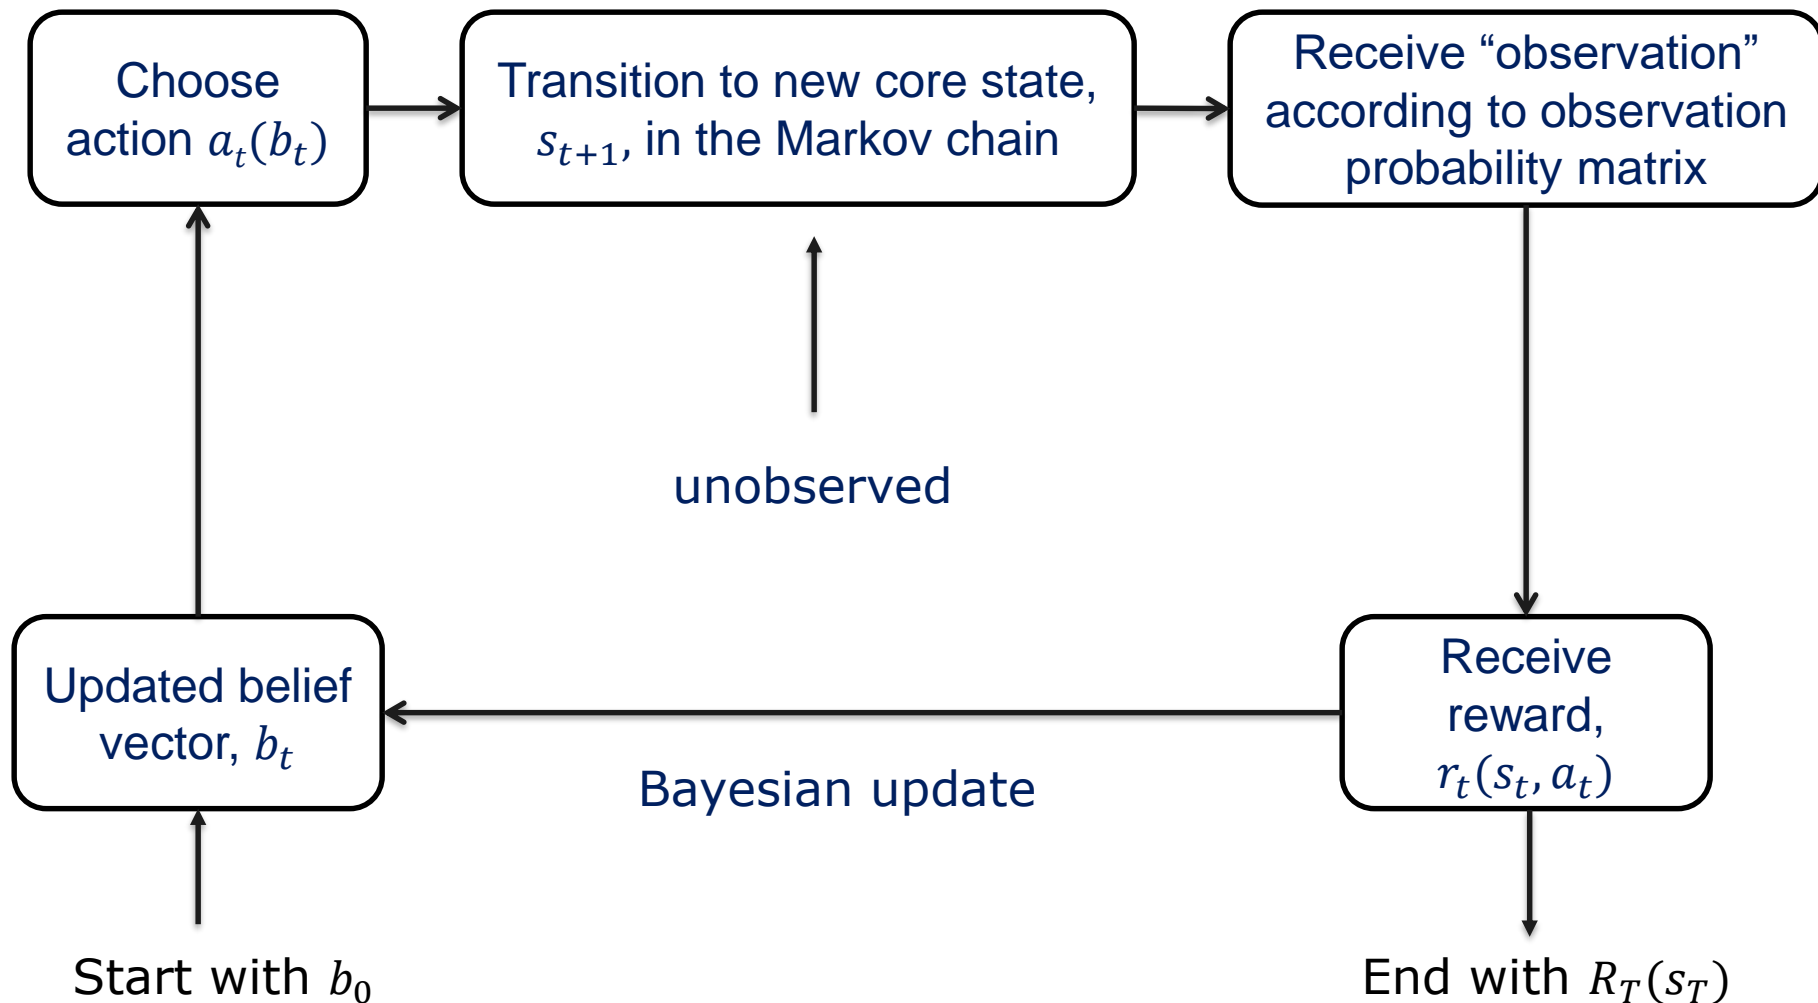 Choose
action a_t(b_t)
Transition to new core state,
s_{t+1}, in the Markov chain
Receive “observation”
according to observation
probability matrix
unobserved
Updated belief
vector, b_t
Bayesian update
Receive
reward,
r_t(s_t, a_t)
Start with b_0
End with R_T(s_T)